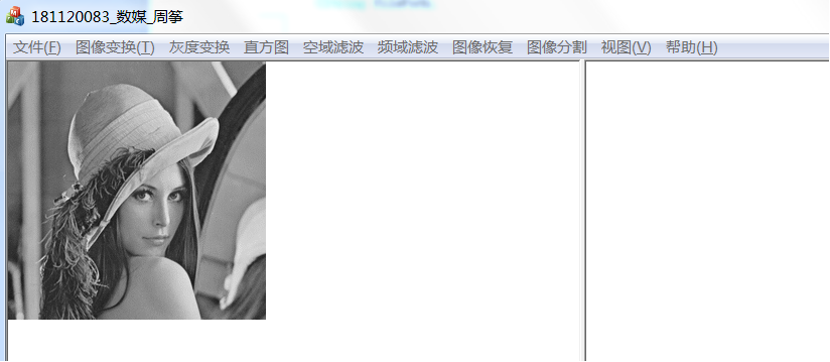 181120083_数媒_周筝
文件(F) 图像变换(T) 灰度变换 直方图 空域滤波 频域滤波 图像恢复 图像分割 视图(V) 帮助(H)